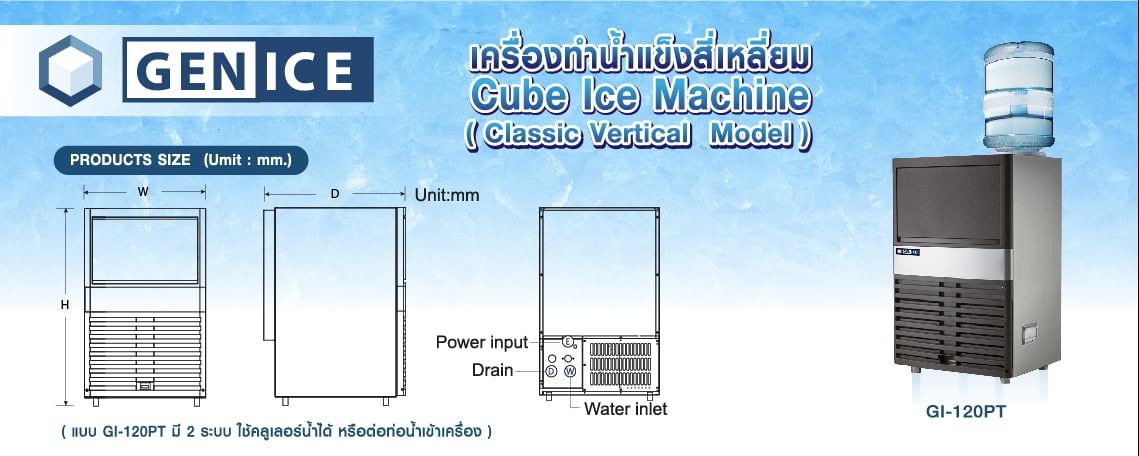 GENICE
เครื่องทำน้ำแข็งสี่เหลี่ยม
Cube Ice Machine
( Classic Vertical Model )
PRODUCTS SIZE (Umit : mm.)
W
D
Unit:mm
H
Power input
E
Drain
D
W
Water inlet
GENICE
GI-120PT
( แบบ GI-120PT มี 2 ระบบ ใช้คลูเลอร์น้ำได้ หรือต่อท่อน้ำเข้าเครื่อง )